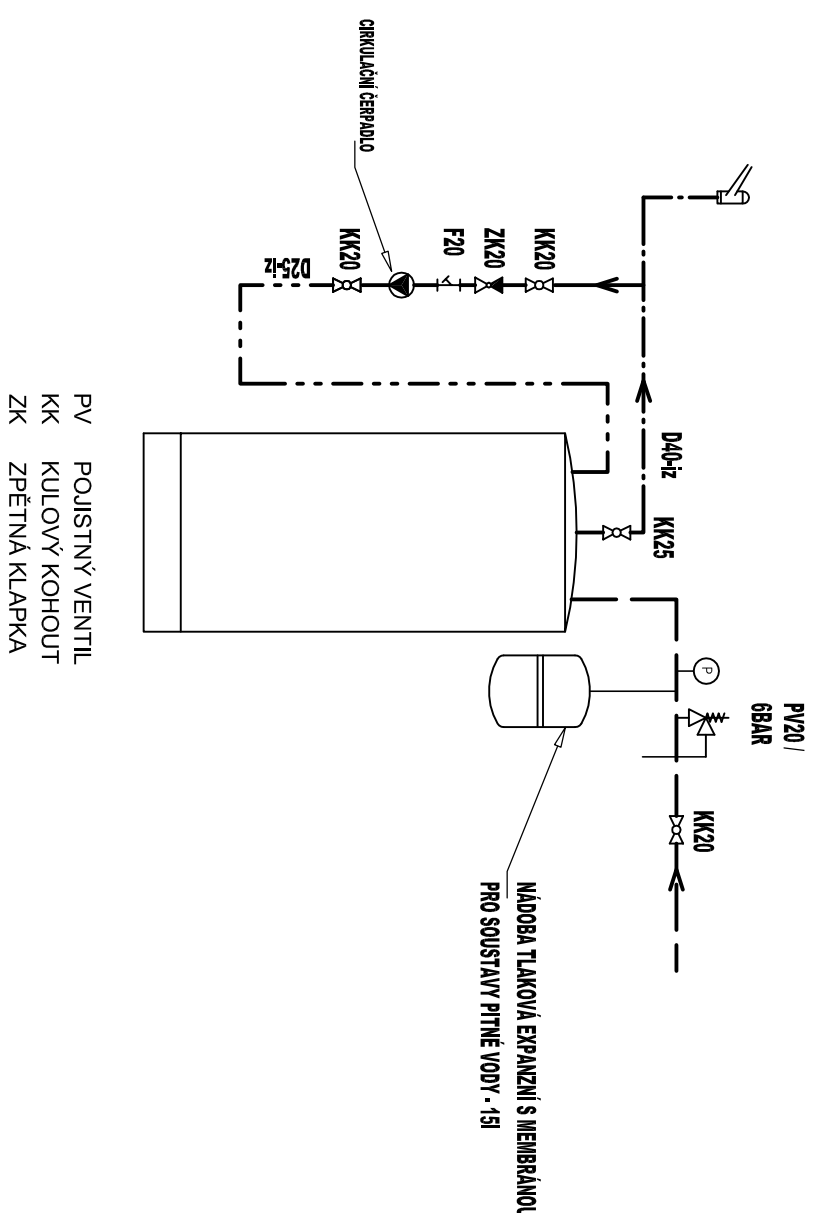 CIRKULAČNÍ ČERPADLO
KK20
D25-iz
F20
ZK20
KK20
D40-iz
KK25
P
PV20 /
6BAR
KK20
NÁDOBA TLAKOVÁ EXPANZNÍ S MEMBRÁNOU
PRO SOUSTAVY PITNÉ VODY - 15l
PV POJISTNÝ VENTIL
KK KULOVÝ KOHOUT
ZK ZPĚTNÁ KLAPKA